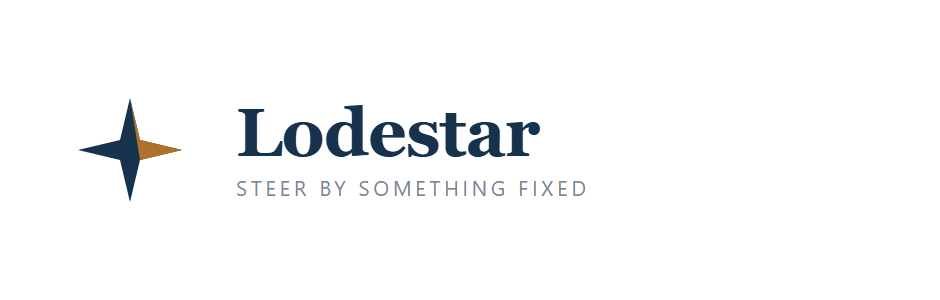 Lodestar
STEER BY SOMETHING FIXED